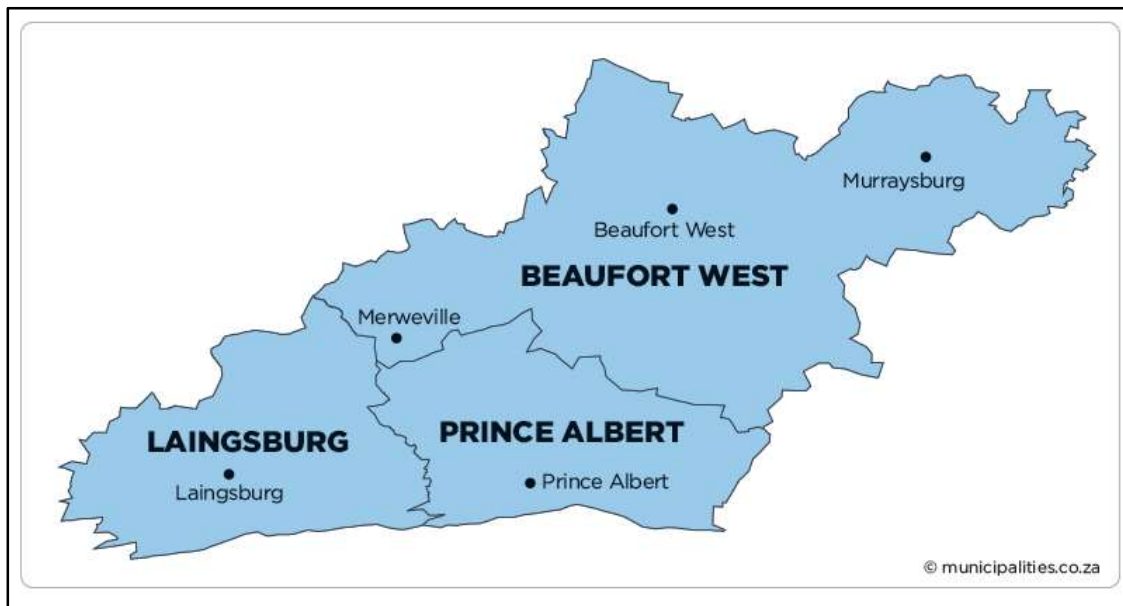 Murraysburg
Beaufort West
BEAUFORT WEST
Merweville
PRINCE ALBERT
LAINGSBURG
Laingsburg
Prince Albert
© municipalities.co.za